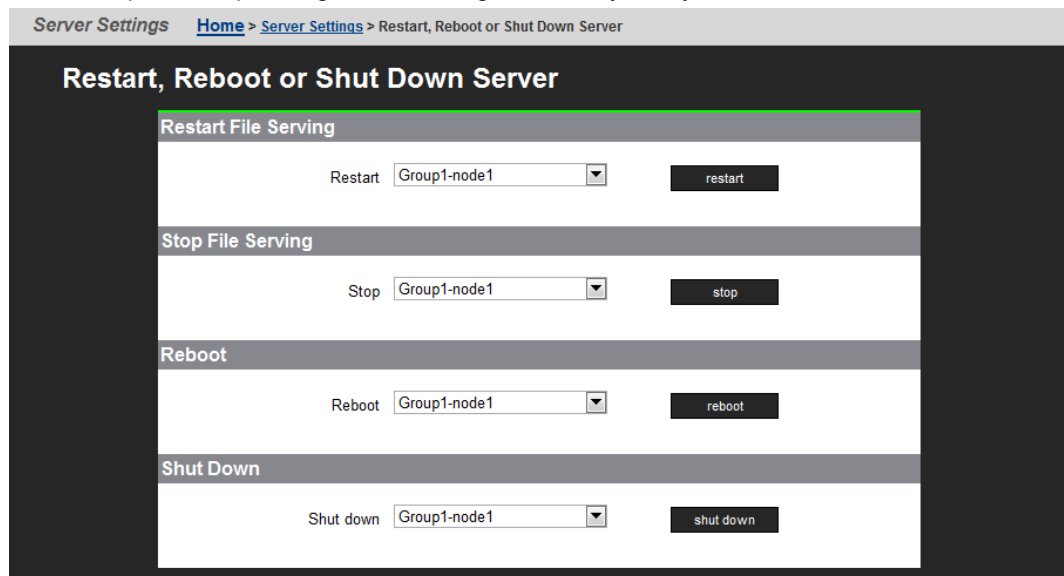 Server Settings Home > Server Settings > Restart, Reboot or Shut Down Server
Restart, Reboot or Shut Down Server
Restart File Serving
Restart Group1-node1 restart
Stop File Serving
Stop Group1-node1 stop
Reboot
Reboot Group1-node1 reboot
Shut Down
Shut down Group1-node1 shut down